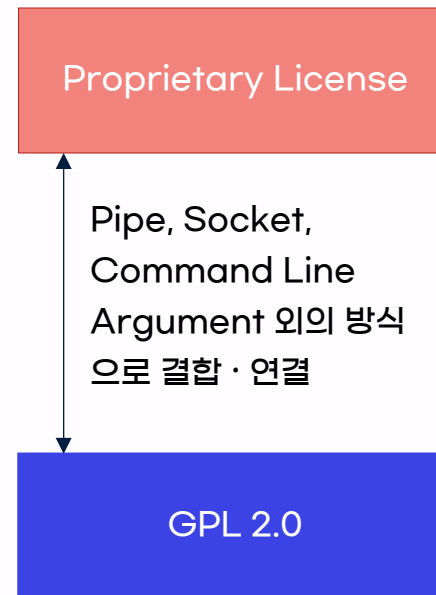 Proprietary License
Pipe, Socket,
Command Line
Argument 외의 방식
으로 결합 · 연결
GPL 2.0